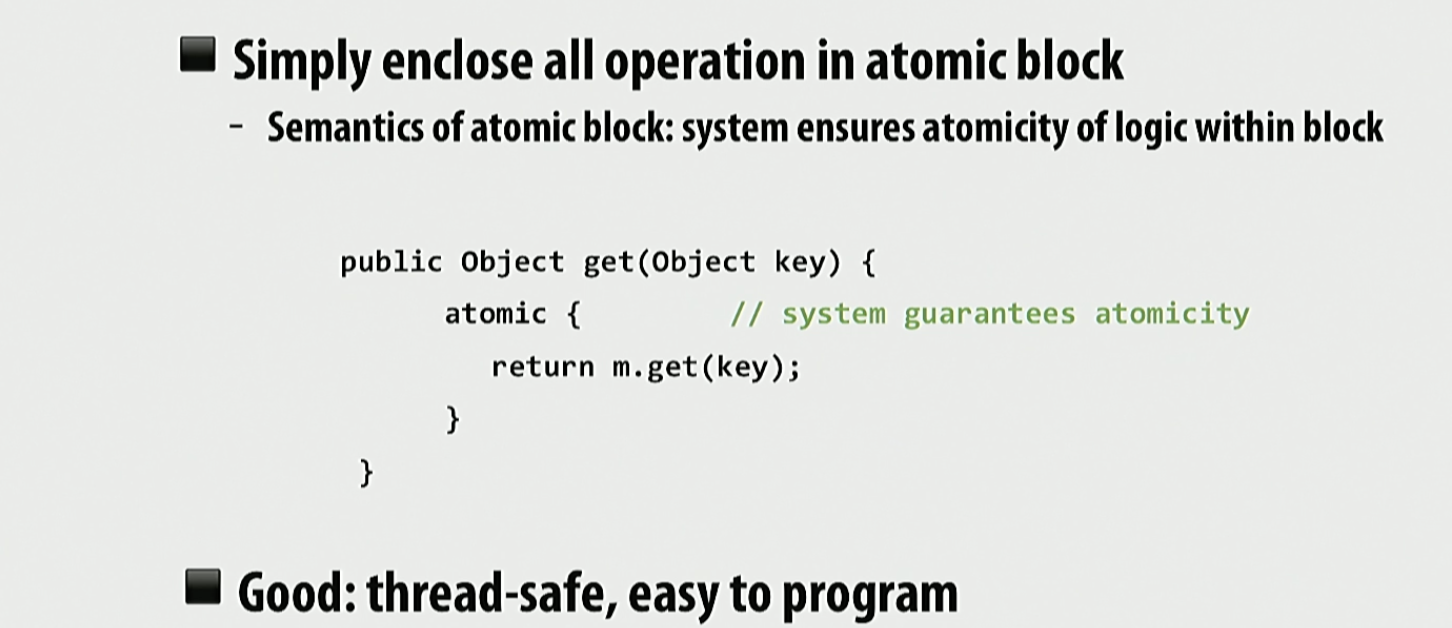 Simply enclose all operation in atomic block
- Semantics of atomic block: system ensures atomicity of logic within block
public Object get(Object key) {
atomic { // system guarantees atomicity
return m.get(key);
}
}
Good: thread-safe, easy to program